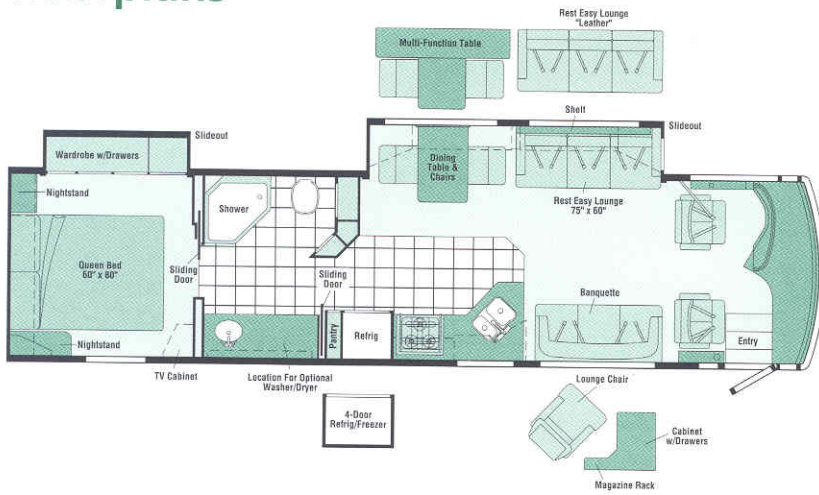 Rest Easy Lounge
"Leather"
Multi-Function Table
Shelf
Slideout
Slideout
Wardrobe w/Drawers
Dining
Table &
Chairs
Nightstand
Shower
Rest Easy Lounge
75" x 60"
Queen Bed
60" x 80"
Sliding
Door
Sliding
Door
Banquette
Nightstand
Pantry
Refrig
Entry
TV Cabinet
Location For Optional
Washer/Dryer
Lounge Chair
4-Door
Refrig/Freezer
Cabinet
w/Drawers
Magazine Rack